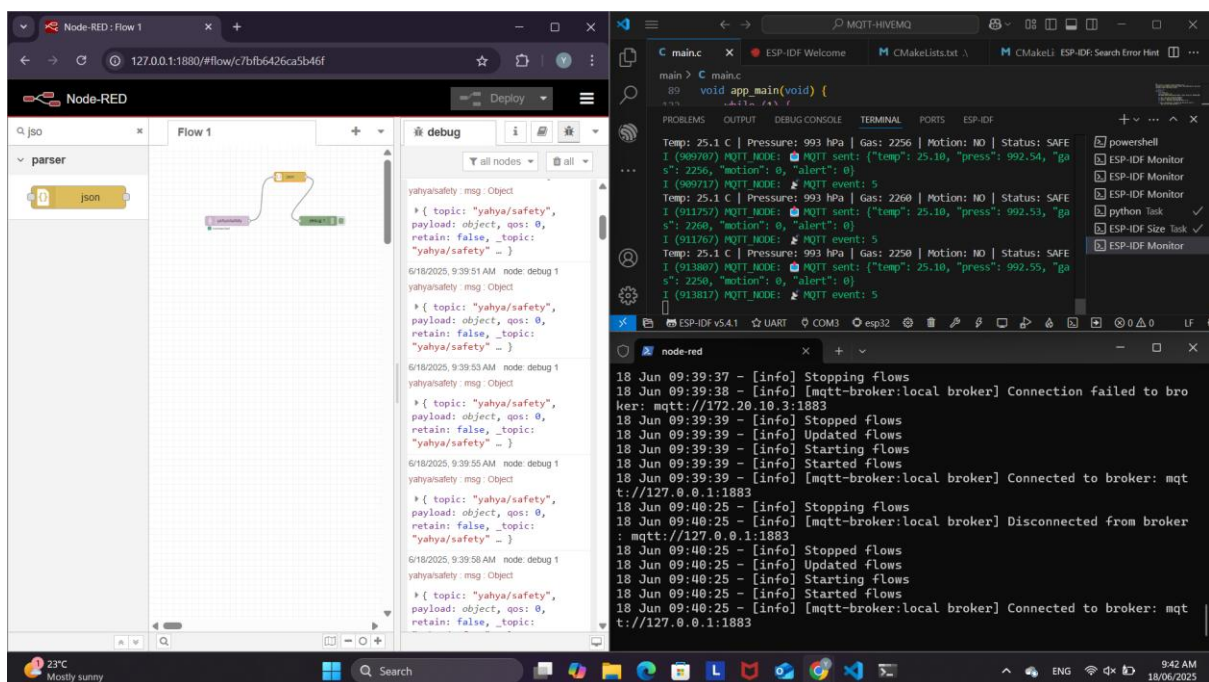 Node-RED : Flow 1
127.0.0.1:1880/#flow/c7bfb6426ca5b46f
Node-RED
Deploy
jso
parser
json
Flow 1
json
debug
all nodes
all
yahya/safety : msg : Object
{ topic: "yahya/safety",
payload: object, qos: 0,
retain: false, _topic:
"yahya/safety" … }
6/18/2025, 9:39:51 AM node: debug 1
yahya/safety : msg : Object
{ topic: "yahya/safety",
payload: object, qos: 0,
retain: false, _topic:
"yahya/safety" … }
6/18/2025, 9:39:53 AM node: debug 1
yahya/safety : msg : Object
{ topic: "yahya/safety",
payload: object, qos: 0,
retain: false, _topic:
"yahya/safety" … }
6/18/2025, 9:39:55 AM node: debug 1
yahya/safety : msg : Object
{ topic: "yahya/safety",
payload: object, qos: 0,
retain: false, _topic:
"yahya/safety" … }
6/18/2025, 9:39:58 AM node: debug 1
yahya/safety : msg : Object
{ topic: "yahya/safety",
payload: object, qos: 0,
retain: false, _topic:
MQTT-HIVEMQ
C main.c
ESP-IDF Welcome
CMakeLists.txt .\
CMakeLi
ESP-IDF: Search Error Hint
main > C main.c
89 void app_main(void) {
while (1) {
PROBLEMS OUTPUT DEBUG CONSOLE TERMINAL PORTS ESP-IDF
Temp: 25.1 C | Pressure: 993 hPa | Gas: 2256 | Motion: NO | Status: SAFE
I (909707) MQTT_NODE: MQTT sent: {"temp": 25.10, "press": 992.54, "ga
s": 2256, "motion": 0, "alert": 0}
I (909717) MQTT_NODE: MQTT event: 5
Temp: 25.1 C | Pressure: 993 hPa | Gas: 2260 | Motion: NO | Status: SAFE
I (911757) MQTT_NODE: MQTT sent: {"temp": 25.10, "press": 992.53, "ga
s": 2260, "motion": 0, "alert": 0}
I (911767) MQTT_NODE: MQTT event: 5
Temp: 25.1 C | Pressure: 993 hPa | Gas: 2250 | Motion: NO | Status: SAFE
I (913807) MQTT_NODE: MQTT sent: {"temp": 25.10, "press": 992.55, "ga
s": 2250, "motion": 0, "alert": 0}
I (913817) MQTT_NODE: MQTT event: 5
powershell
ESP-IDF Monitor
ESP-IDF Monitor
ESP-IDF Monitor
python Task
ESP-IDF Size Task
ESP-IDF Monitor
ESP-IDF v5.4.1 UART COM3 esp32 0 0 LF
node-red
18 Jun 09:39:37 - [info] Stopping flows
18 Jun 09:39:38 - [info] [mqtt-broker:local broker] Connection failed to bro
ker: mqtt://172.20.10.3:1883
18 Jun 09:39:39 - [info] Stopped flows
18 Jun 09:39:39 - [info] Updated flows
18 Jun 09:39:39 - [info] Starting flows
18 Jun 09:39:39 - [info] Started flows
18 Jun 09:39:39 - [info] [mqtt-broker:local broker] Connected to broker: mqt
t://127.0.0.1:1883
18 Jun 09:40:25 - [info] Stopping flows
18 Jun 09:40:25 - [info] [mqtt-broker:local broker] Disconnected from broker
: mqtt://127.0.0.1:1883
18 Jun 09:40:25 - [info] Stopped flows
18 Jun 09:40:25 - [info] Updated flows
18 Jun 09:40:25 - [info] Starting flows
18 Jun 09:40:25 - [info] Started flows
18 Jun 09:40:25 - [info] [mqtt-broker:local broker] Connected to broker: mqt
t://127.0.0.1:1883
23°C
Mostly sunny
Search
ENG
9:42 AM
18/06/2025